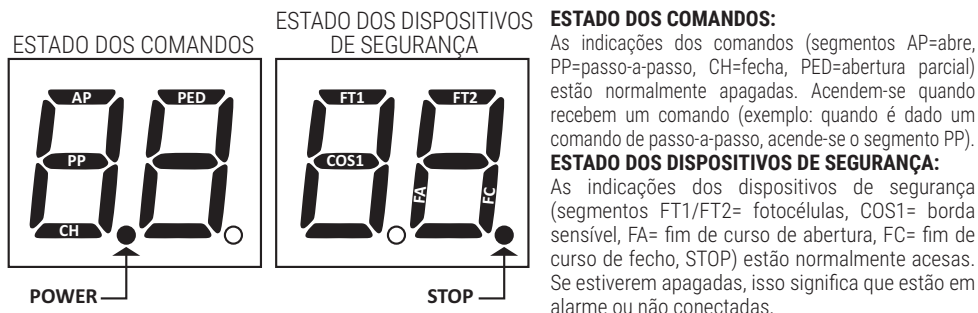 ESTADO DOS COMANDOS
AP
PED
PP
CH
POWER
ESTADO DOS DISPOSITIVOS
DE SEGURANÇA
FT1
FT2
COS1
FA
FC
STOP
ESTADO DOS COMANDOS:
As indicações dos comandos (segmentos AP=abre,
PP=passo-a-passo, CH=fecha, PED=abertura parcial)
estão normalmente apagadas. Acendem-se quando
recebem um comando (exemplo: quando é dado um
comando de passo-a-passo, acende-se o segmento PP).
ESTADO DOS DISPOSITIVOS DE SEGURANÇA:
As indicações dos dispositivos de segurança
(segmentos FT1/FT2= fotocélulas, COS1= borda
sensível, FA= fim de curso de abertura, FC= fim de
curso de fecho, STOP) estão normalmente acesas.
Se estiverem apagadas, isso significa que estão em
alarme ou não conectadas.